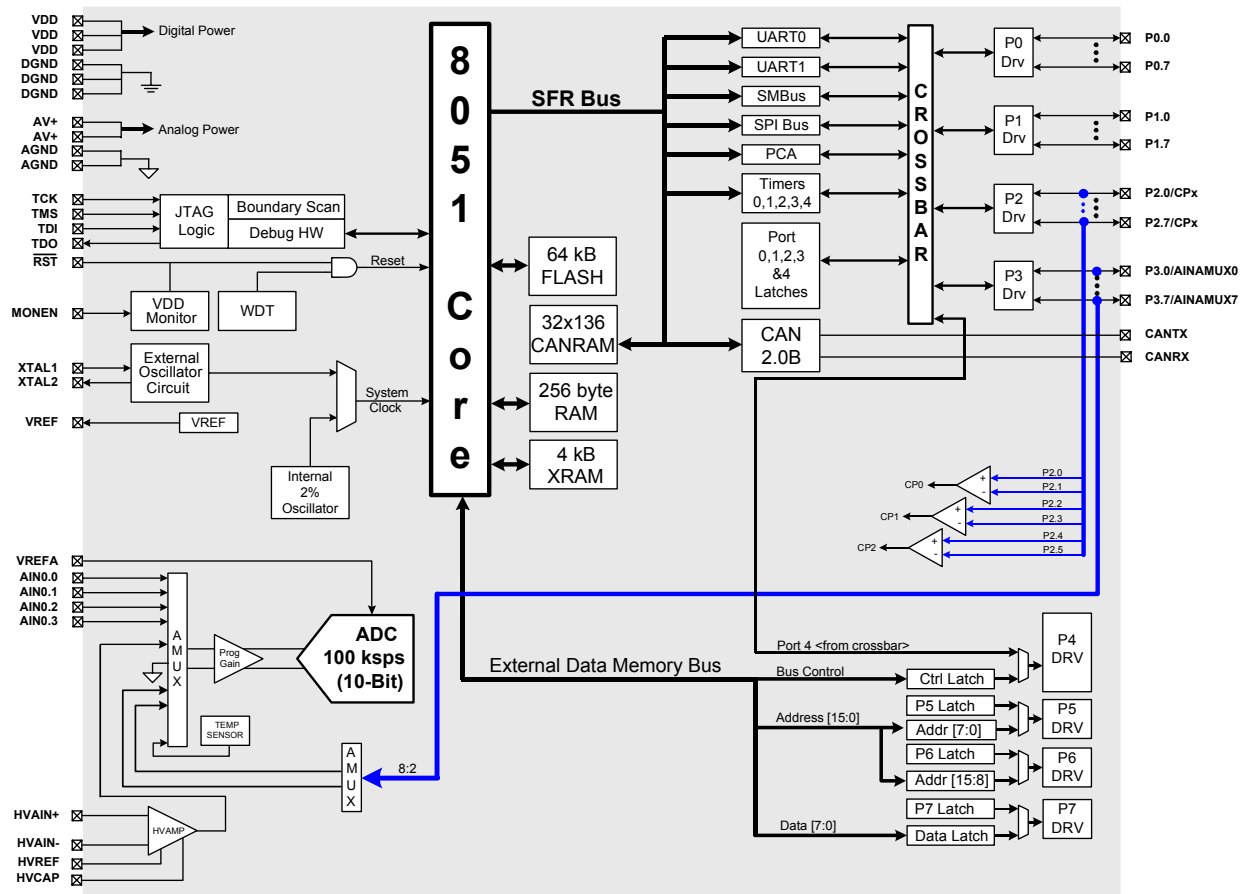 VDD
VDD
VDD
Digital Power
DGND
DGND
DGND
AV+
AV+
Analog Power
AGND
AGND
TCK
TMS
TDI
TDO
JTAG
Logic
Boundary Scan
Debug HW
RST
Reset
MONEN
VDD
Monitor
WDT
XTAL1
XTAL2
External
Oscillator
Circuit
System
Clock
VREF
VREF
Internal
2%
Oscillator
8051 Core
SFR Bus
64 kB
FLASH
32x136
CANRAM
256 byte
RAM
4 kB
XRAM
UART0
UART1
SMBus
SPI Bus
PCA
Timers
0,1,2,3,4
Port
0,1,2,3
&4
Latches
CAN
2.0B
CROSSBAR
P0
Drv
P1
Drv
P2
Drv
P3
Drv
P0.0
P0.7
P1.0
P1.7
P2.0/CPx
P2.7/CPx
P3.0/AINAMUX0
P3.7/AINAMUX7
CANTX
CANRX
CP0
+
-
P2.0
P2.1
CP1
+
-
P2.2
P2.3
CP2
+
-
P2.4
P2.5
VREFA
AIN0.0
AIN0.1
AIN0.2
AIN0.3
AMUX
Prog
Gain
ADC
100 ksps
(10-Bit)
TEMP
SENSOR
AMUX
8:2
HVAIN+
HVAIN-
HVREF
HVCAP
HVAMP
External Data Memory Bus
Port 4 <from crossbar>
Bus Control
Ctrl Latch
P4
DRV
Address [15:0]
P5 Latch
Addr [7:0]
P5
DRV
P6 Latch
Addr [15:8]
P6
DRV
Data [7:0]
P7 Latch
Data Latch
P7
DRV